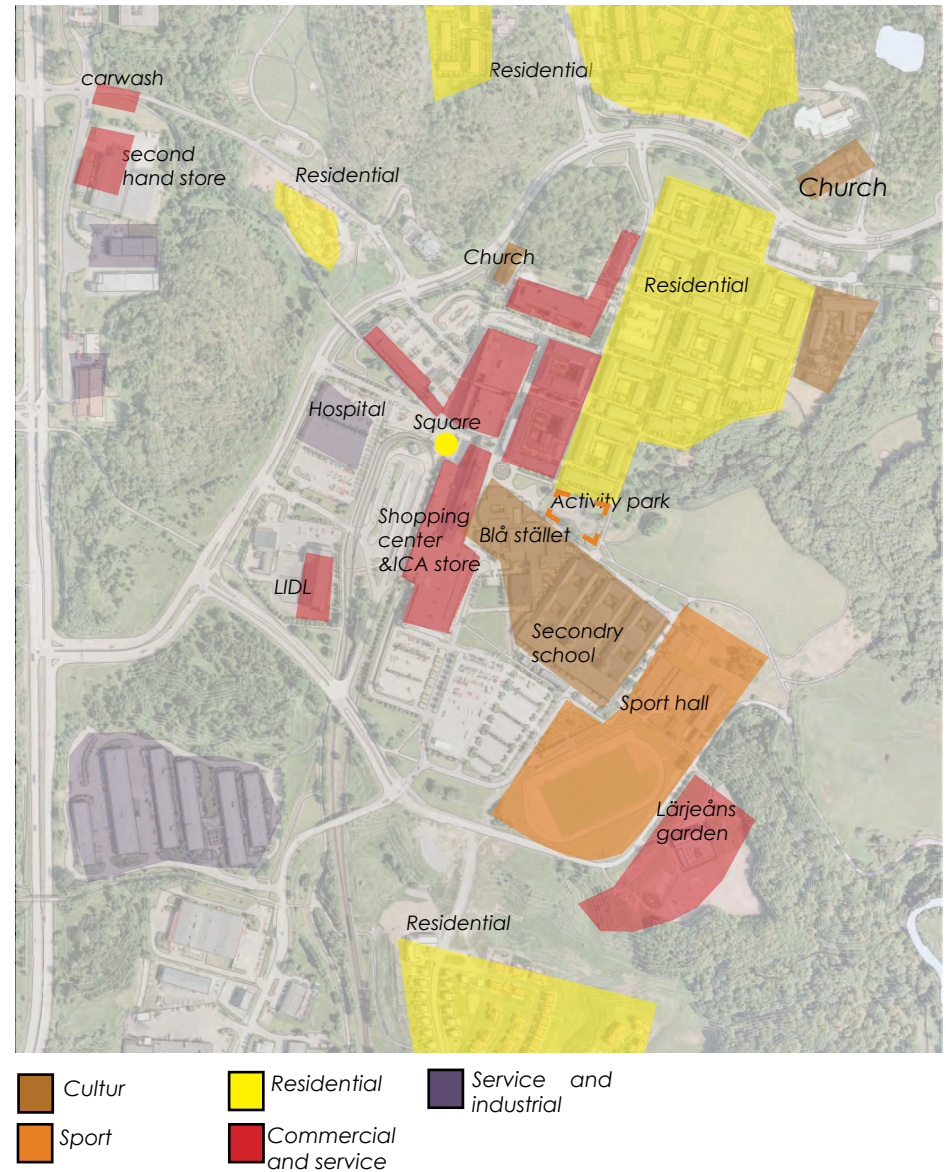 Residential
carwash
second
hand store
Residential
Church
Church
Residential
Hospital
Square
Activity park
Shopping
center
&ICA store
Blå stället
LIDL
Secondry
school
Sport hall
Lärjeåns
garden
Residential
Cultur
Residential
Service and
industrial
Sport
Commercial
and service